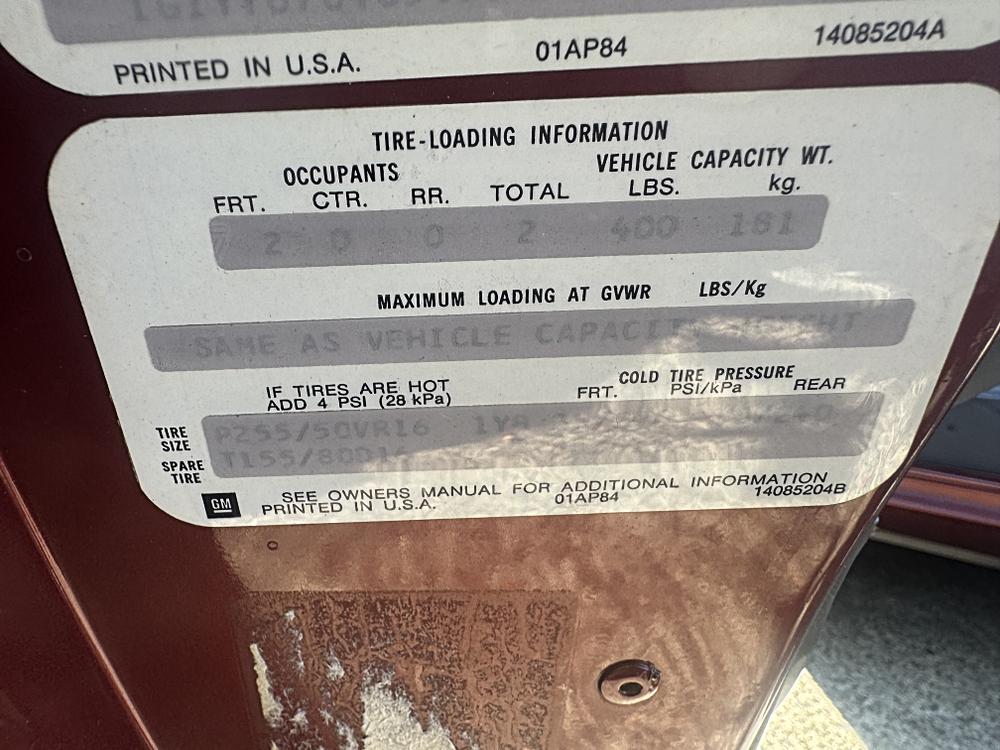 PRINTED IN U.S.A. 01AP84 14085204A
TIRE-LOADING INFORMATION
OCCUPANTS VEHICLE CAPACITY WT.
FRT. CTR. RR. TOTAL LBS. kg.
2 0 0 2 400 181
MAXIMUM LOADING AT GVWR LBS/Kg
SAME AS VEHICLE CAPACITY WEIGHT
IF TIRES ARE HOT COLD TIRE PRESSURE
ADD 4 PSI (28 kPa) FRT. PSI/kPa REAR
TIRE SIZE P255/50VR16
SPARE TIRE T155/80D16
GM SEE OWNERS MANUAL FOR ADDITIONAL INFORMATION
PRINTED IN U.S.A. 01AP84 14085204B